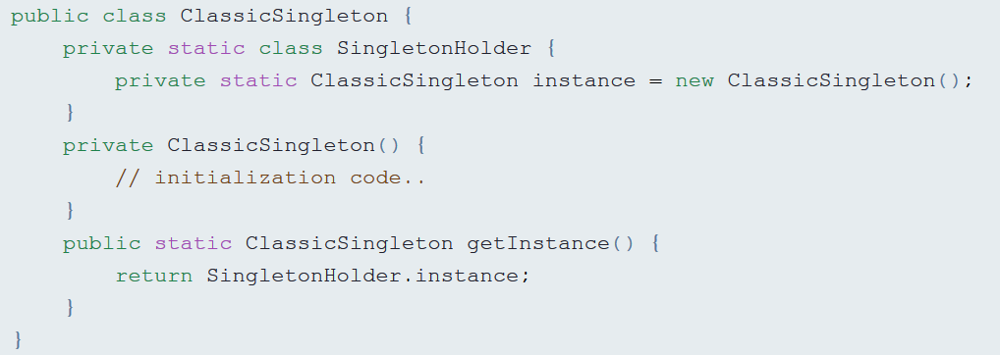 public class ClassicSingleton {
    private static class SingletonHolder {
        private static ClassicSingleton instance = new ClassicSingleton();
    }
    private ClassicSingleton() {
        // initialization code..
    }
    public static ClassicSingleton getInstance() {
        return SingletonHolder.instance;
    }
}